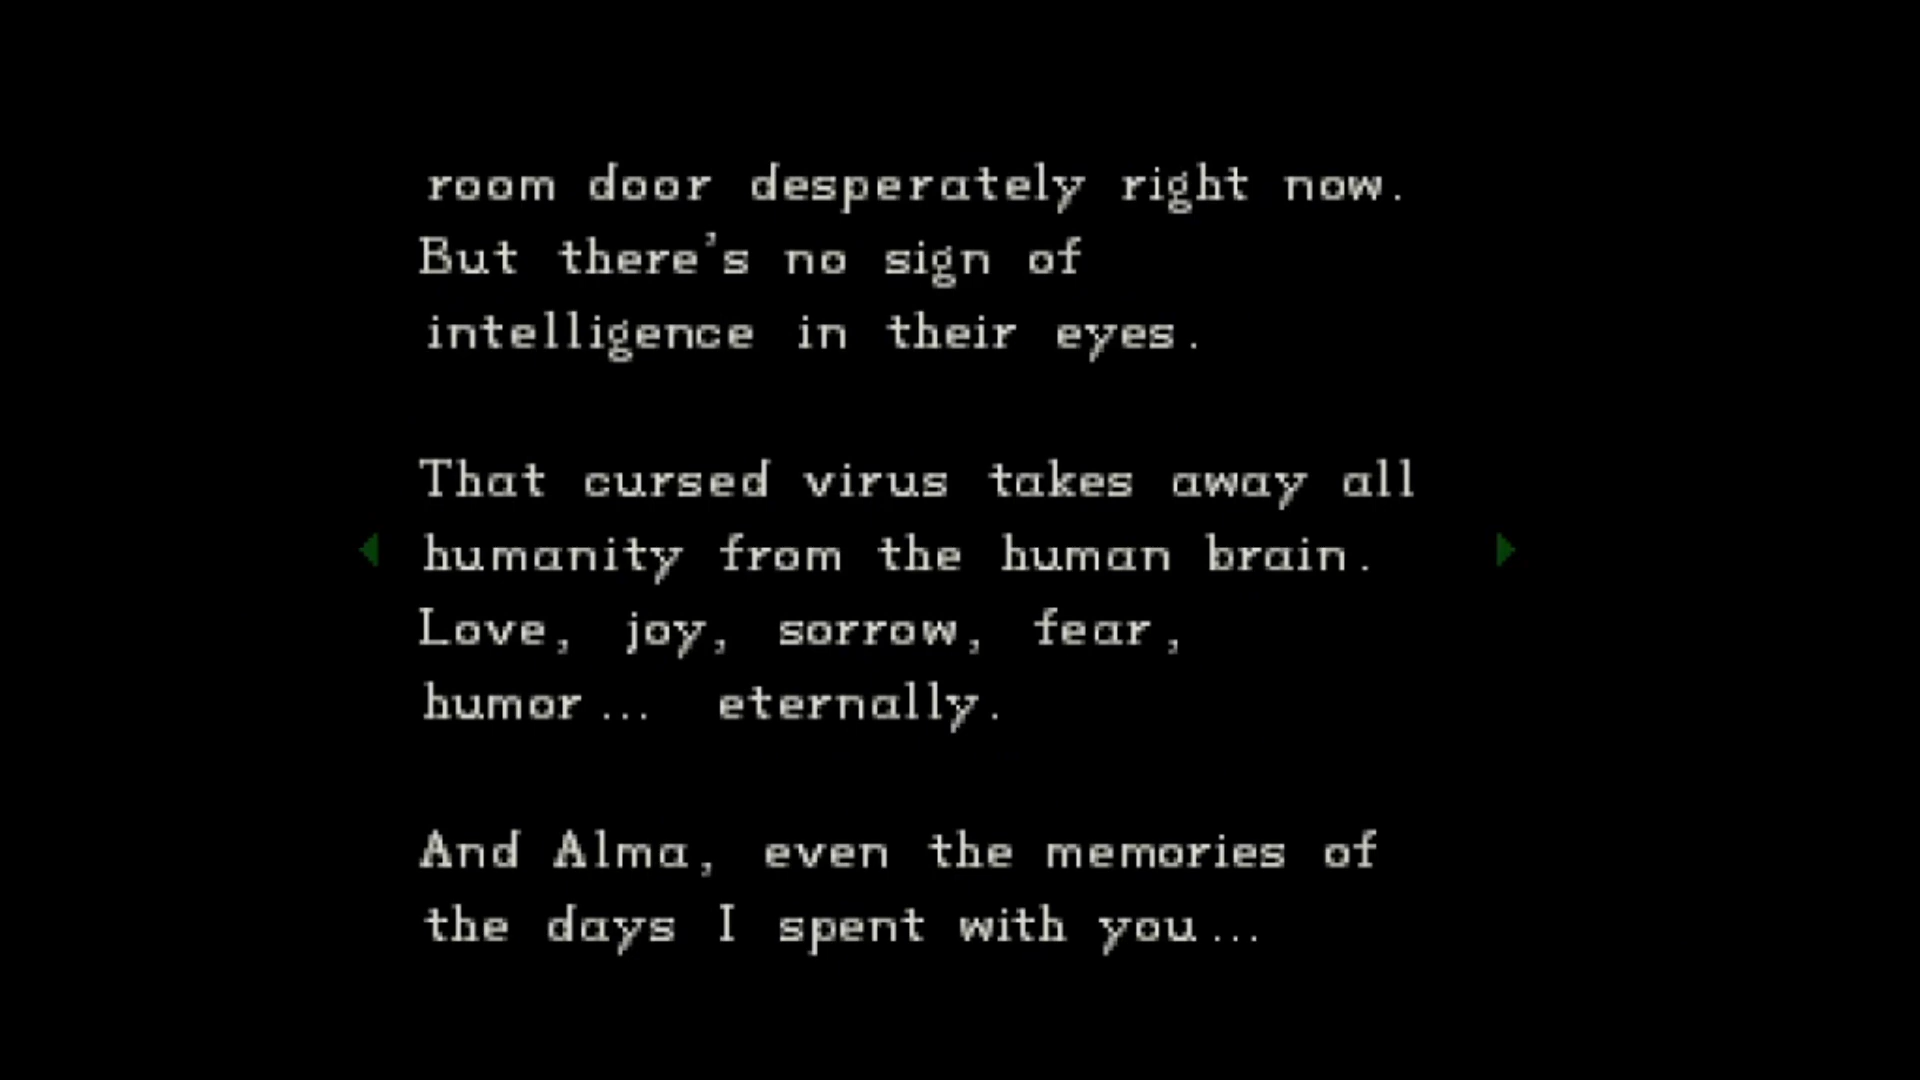 room door desperately right now.
But there's no sign of
intelligence in their eyes.
That cursed virus takes away all
humanity from the human brain.
Love, joy, sorrow, fear,
humor... eternally.
And Alma, even the memories of
the days I spent with you...